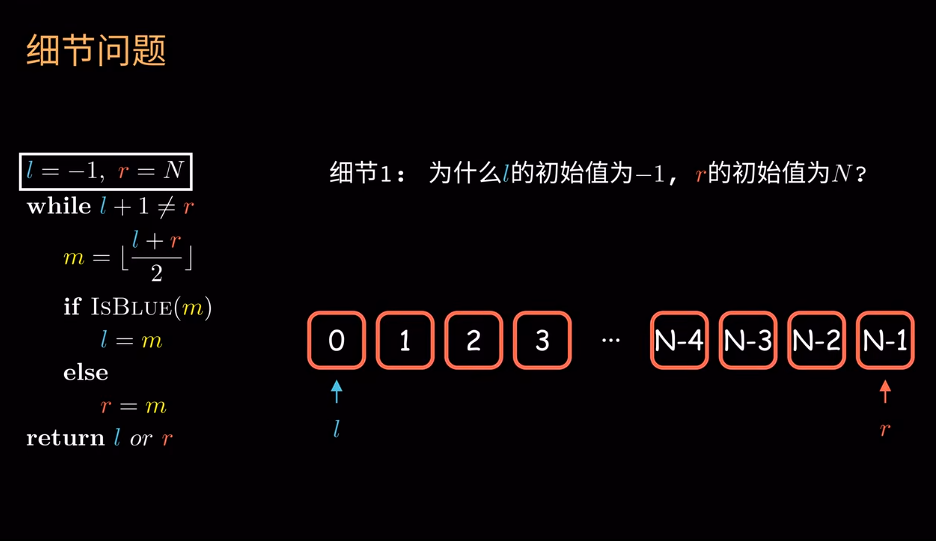 细节问题
l = −1, r = N
while l + 1 ≠ r
m = ⌊(l + r)/2⌋
if IsBlue(m)
l = m
else
r = m
return l or r
细节1: 为什么l的初始值为−1, r的初始值为N?
0 1 2 3 ... N-4 N-3 N-2 N-1
l r